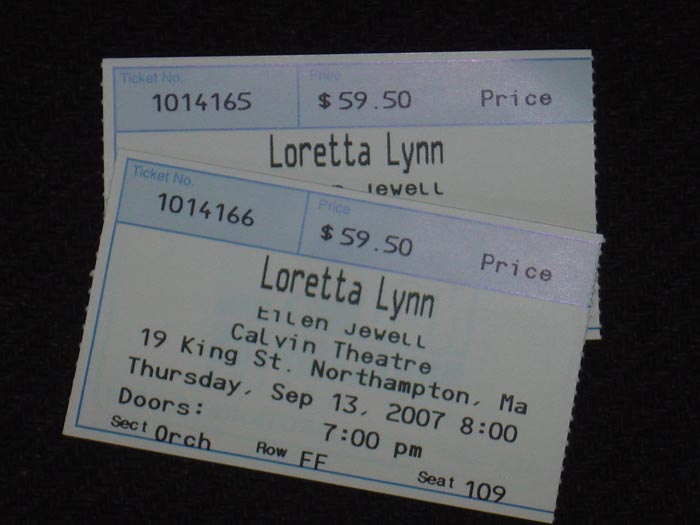 Ticket No. Price
1014165 $59.50 Price
Loretta Lynn
Jewell
Ticket No. Price
1014166 $59.50 Price
Loretta Lynn
Eilen Jewell
Calvin Theatre
19 King St. Northampton, Ma
Thursday, Sep 13, 2007 8:00
Doors: 7:00 pm
Sect Orch Row FF Seat 109